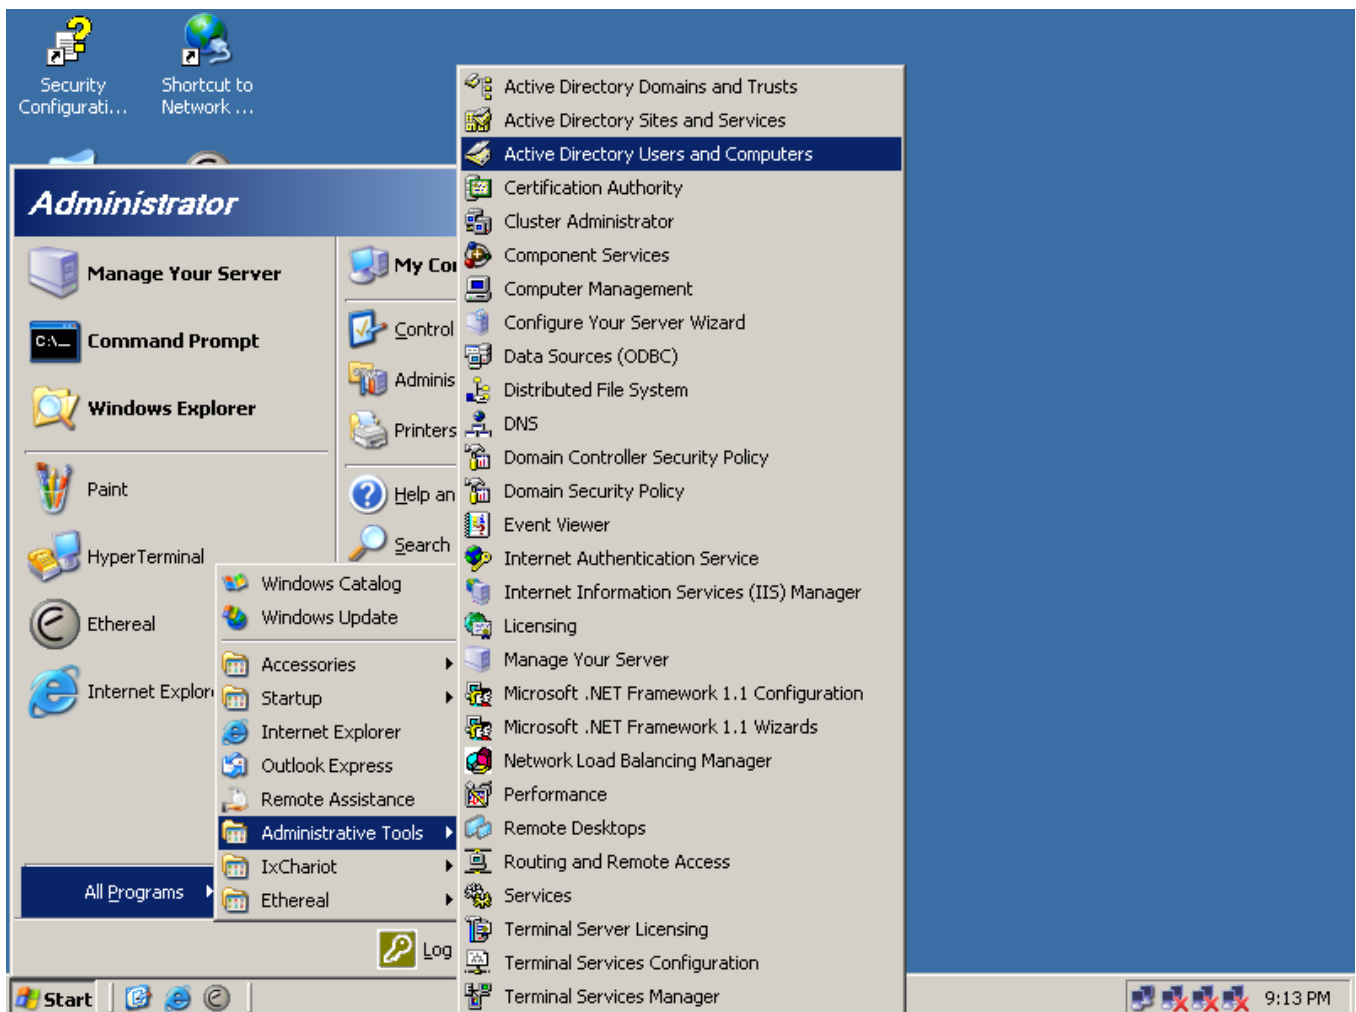 Security
Configurati...
Shortcut to
Network ...
Administrator
Manage Your Server
Command Prompt
Windows Explorer
Paint
HyperTerminal
Ethereal
Internet Explor
All Programs
My Co
Control
Adminis
Printers
Help an
Search
Log
Windows Catalog
Windows Update
Accessories
Startup
Internet Explorer
Outlook Express
Remote Assistance
Administrative Tools
IxChariot
Ethereal
Active Directory Domains and Trusts
Active Directory Sites and Services
Active Directory Users and Computers
Certification Authority
Cluster Administrator
Component Services
Computer Management
Configure Your Server Wizard
Data Sources (ODBC)
Distributed File System
DNS
Domain Controller Security Policy
Domain Security Policy
Event Viewer
Internet Authentication Service
Internet Information Services (IIS) Manager
Licensing
Manage Your Server
Microsoft .NET Framework 1.1 Configuration
Microsoft .NET Framework 1.1 Wizards
Network Load Balancing Manager
Performance
Remote Desktops
Routing and Remote Access
Services
Terminal Server Licensing
Terminal Services Configuration
Terminal Services Manager
Start
9:13 PM